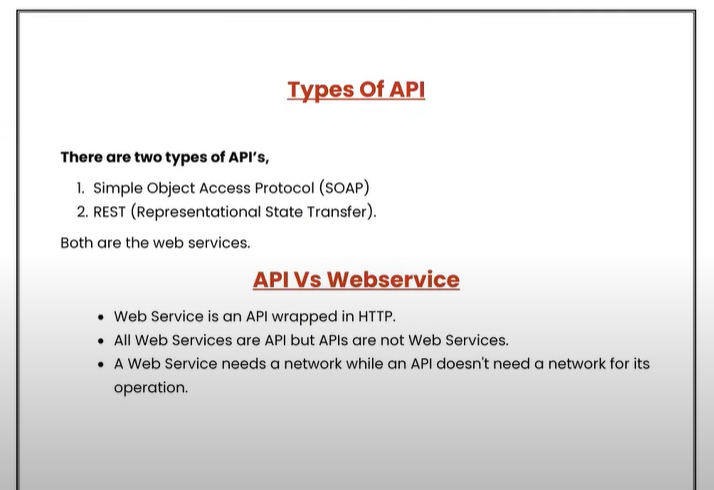 Types Of API
There are two types of API's,
1. Simple Object Access Protocol (SOAP)
2. REST (Representational State Transfer).
Both are the web services.
API Vs Webservice
• Web Service is an API wrapped in HTTP.
• All Web Services are API but APIs are not Web Services.
• A Web Service needs a network while an API doesn't need a network for its
operation.